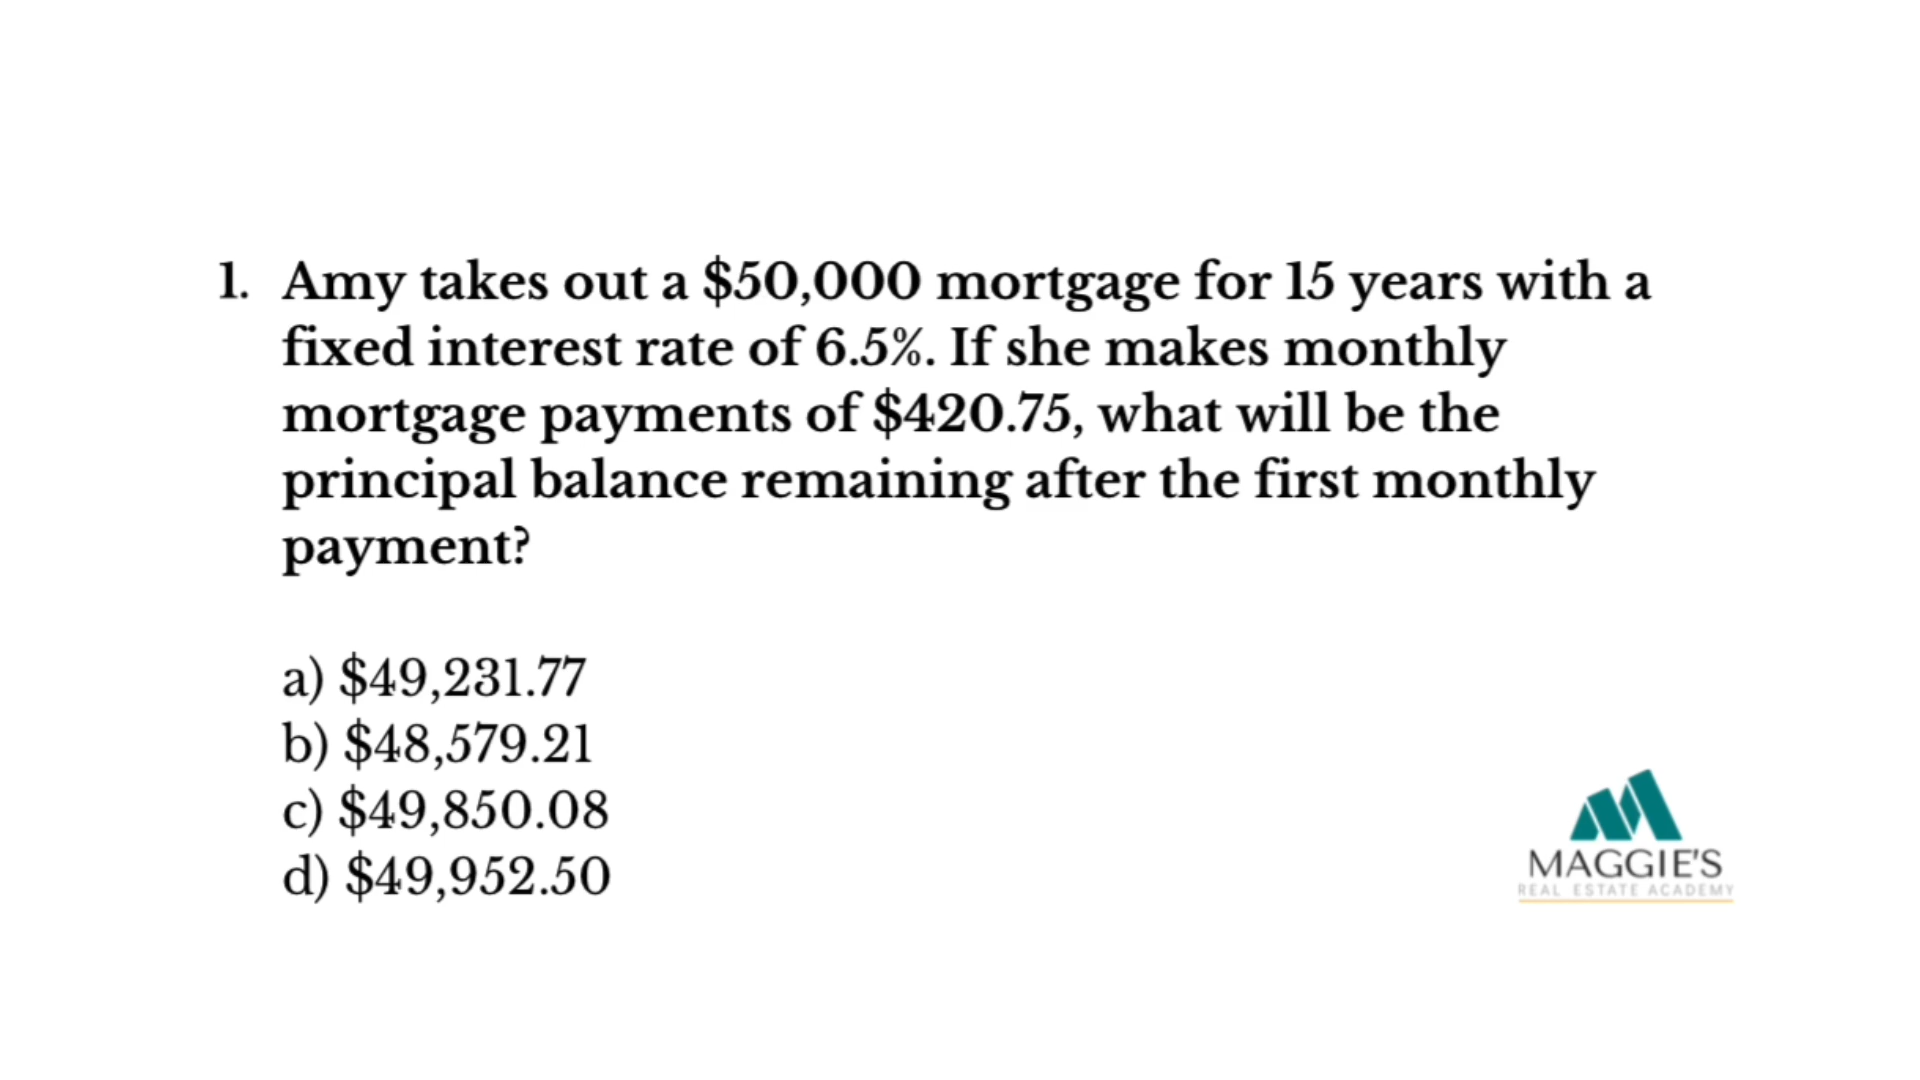 1. Amy takes out a $50,000 mortgage for 15 years with a
fixed interest rate of 6.5%. If she makes monthly
mortgage payments of $420.75, what will be the
principal balance remaining after the first monthly
payment?
a) $49,231.77
b) $48,579.21
c) $49,850.08
d) $49,952.50
MAGGIE'S
REAL ESTATE ACADEMY